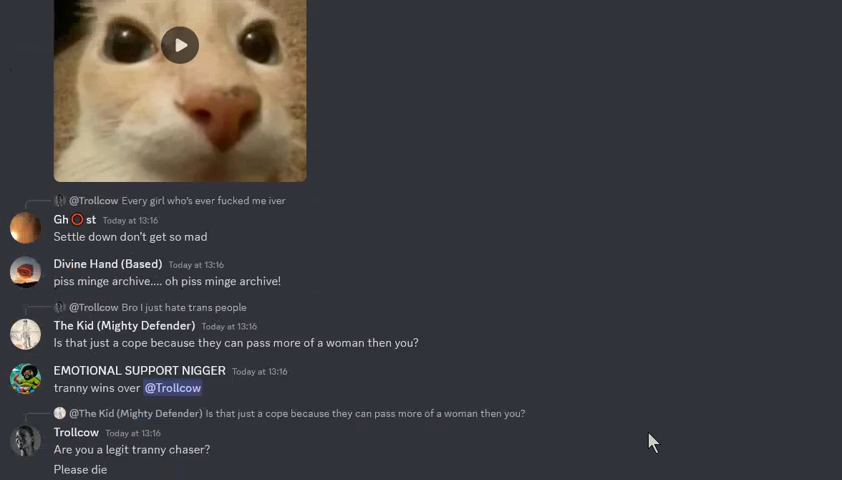 @Trollcow Every girl who's ever fucked me iver
Gh⭕st Today at 13:16
Settle down don't get so mad
Divine Hand (Based) Today at 13:16
piss minge archive.... oh piss minge archive!
@Trollcow Bro I just hate trans people
The Kid (Mighty Defender) Today at 13:16
Is that just a cope because they can pass more of a woman then you?
EMOTIONAL SUPPORT NIGGER Today at 13:16
tranny wins over @Trollcow
@The Kid (Mighty Defender) Is that just a cope because they can pass more of a woman then you?
Trollcow Today at 13:16
Are you a legit tranny chaser?
Please die